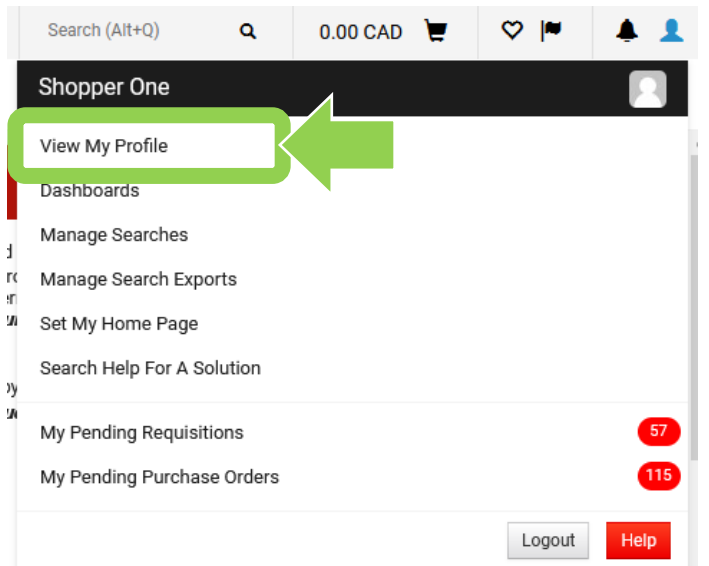 Search (Alt+Q) 0.00 CAD
Shopper One
View My Profile
Dashboards
Manage Searches
Manage Search Exports
Set My Home Page
Search Help For A Solution
My Pending Requisitions 57
My Pending Purchase Orders 115
Logout Help